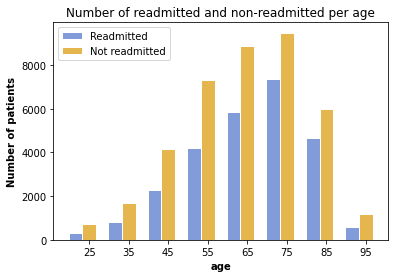 Number of readmitted and non-readmitted per age
Readmitted
Not readmitted
Number of patients
8000
6000
4000
2000
0
25 35 45 55 65 75 85 95
age